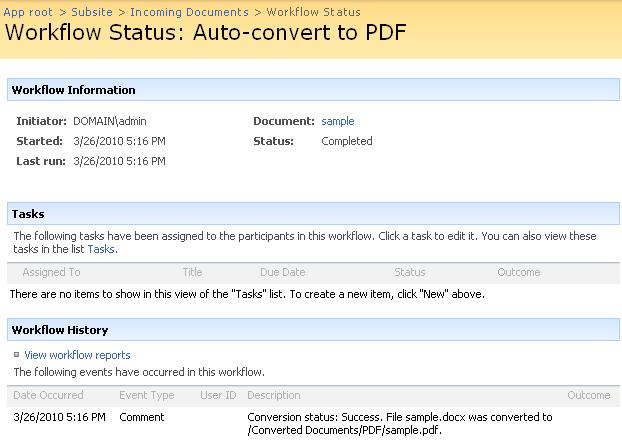 App root > Subsite > Incoming Documents > Workflow Status
Workflow Status: Auto-convert to PDF
Workflow Information
Initiator: DOMAIN\admin Document: sample
Started: 3/26/2010 5:16 PM Status: Completed
Last run: 3/26/2010 5:16 PM
Tasks
The following tasks have been assigned to the participants in this workflow. Click a task to edit it. You can also view these
tasks in the list Tasks.
Assigned To Title Due Date Status Outcome
There are no items to show in this view of the "Tasks" list. To create a new item, click "New" above.
Workflow History
View workflow reports
The following events have occurred in this workflow.
Date Occurred Event Type User ID Description Outcome
3/26/2010 5:16 PM Comment Conversion status: Success. File sample.docx was converted to
/Converted Documents/PDF/sample.pdf.